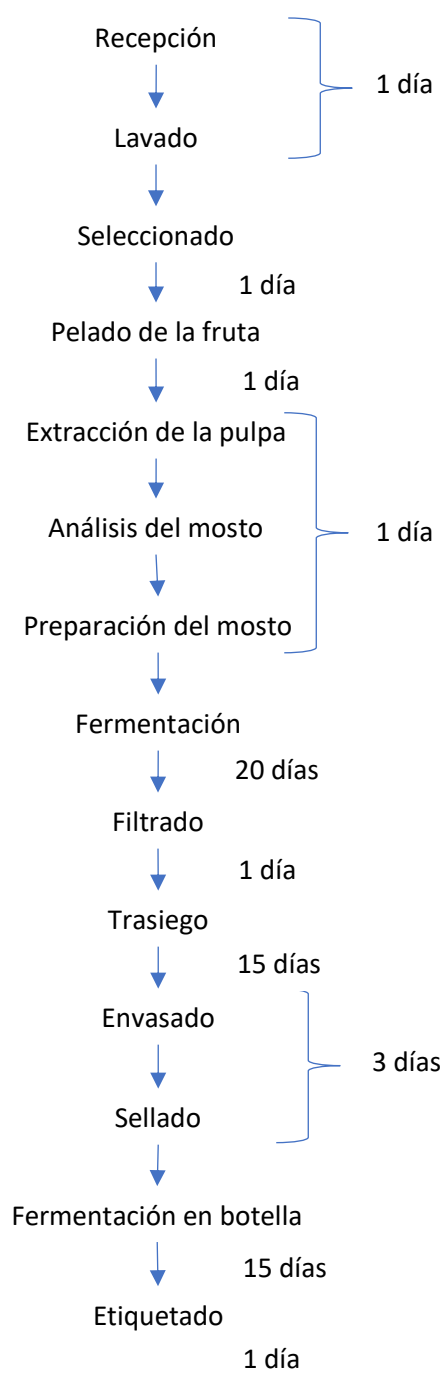 Recepción
1 día
Lavado
Seleccionado
1 día
Pelado de la fruta
1 día
Extracción de la pulpa
Análisis del mosto
1 día
Preparación del mosto
Fermentación
20 días
Filtrado
1 día
Trasiego
15 días
Envasado
3 días
Sellado
Fermentación en botella
15 días
Etiquetado
1 día